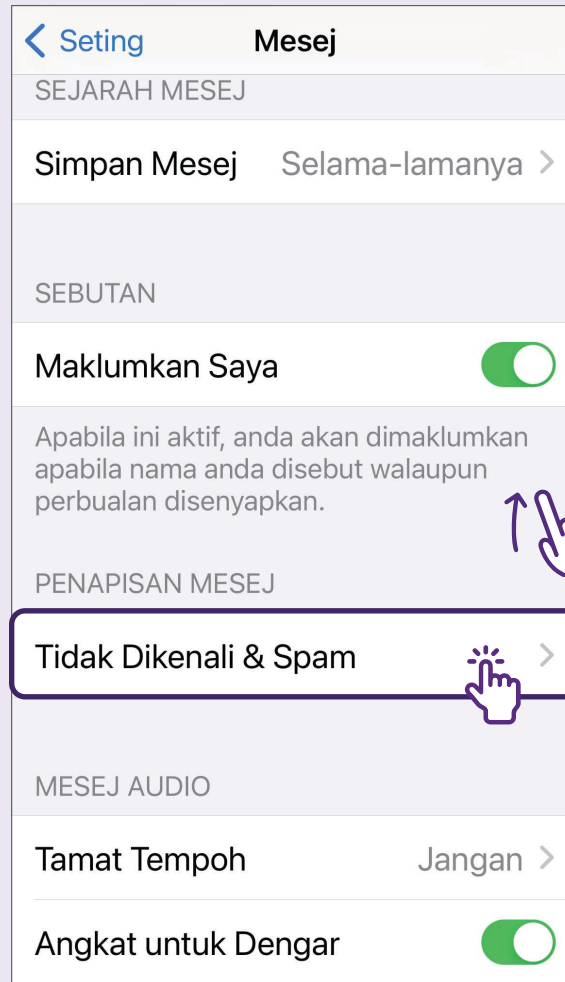 Seting
Mesej
SEJARAH MESEJ
Simpan Mesej Selama-lamanya
SEBUTAN
Maklumkan Saya
Apabila ini aktif, anda akan dimaklumkan
apabila nama anda disebut walaupun
perbualan disenyapkan.
PENAPISAN MESEJ
Tidak Dikenali & Spam
MESEJ AUDIO
Tamat Tempoh Jangan
Angkat untuk Dengar